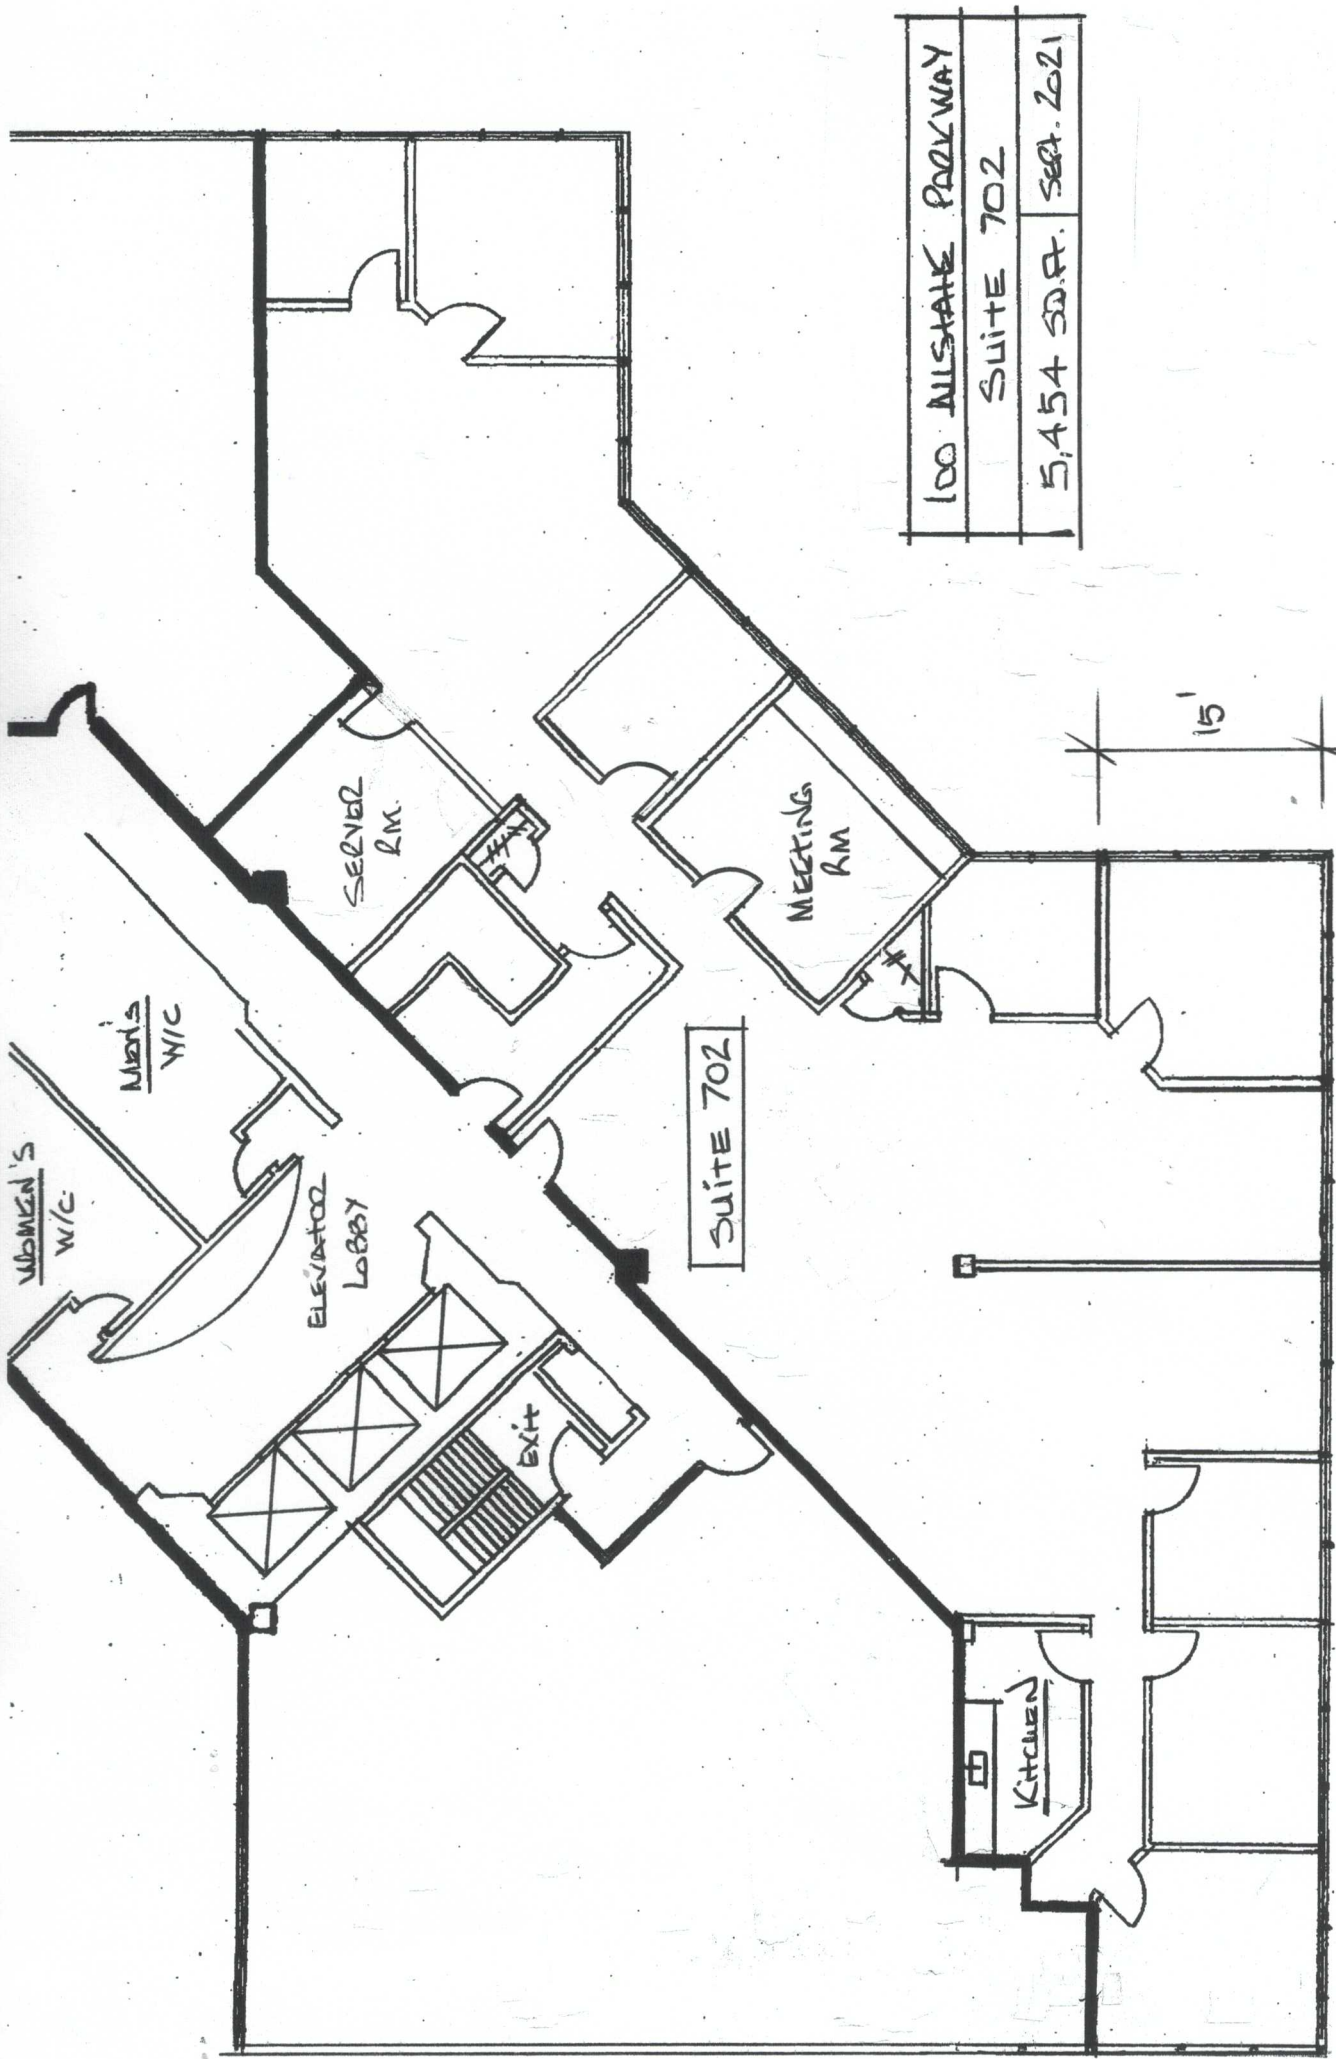 WOMEN'S
W/C
MEN'S
W/C
ELEVATOR
LOBBY
EXIT
SERVER
RM.
MEETING
RM
SUITE 702
KITCHEN
15'
100 ALLSTATE PARKWAY
SUITE 702
5,454 SQ.FT. SEPT. 2021